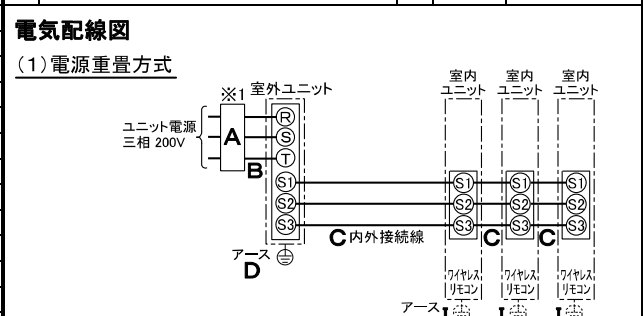 電気配線図
(1)電源重畳方式
※1
室外ユニット
室内
ユニット
室内
ユニット
室内
ユニット
ユニット電源
三相 200V
A
B
R
S
T
S1
S2
S3
S1
S2
S3
S1
S2
S3
S1
S2
S3
C 内外接続線
C
C
アース
D
ワイヤレス
リモコン
ワイヤレス
リモコン
ワイヤレス
リモコン
アース